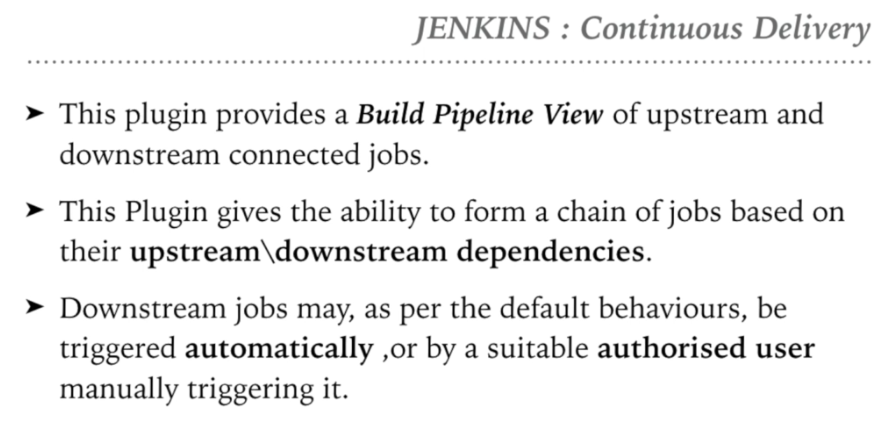 JENKINS : Continuous Delivery
➤ This plugin provides a Build Pipeline View of upstream and
downstream connected jobs.
➤ This Plugin gives the ability to form a chain of jobs based on
their upstream\downstream dependencies.
➤ Downstream jobs may, as per the default behaviours, be
triggered automatically ,or by a suitable authorised user
manually triggering it.